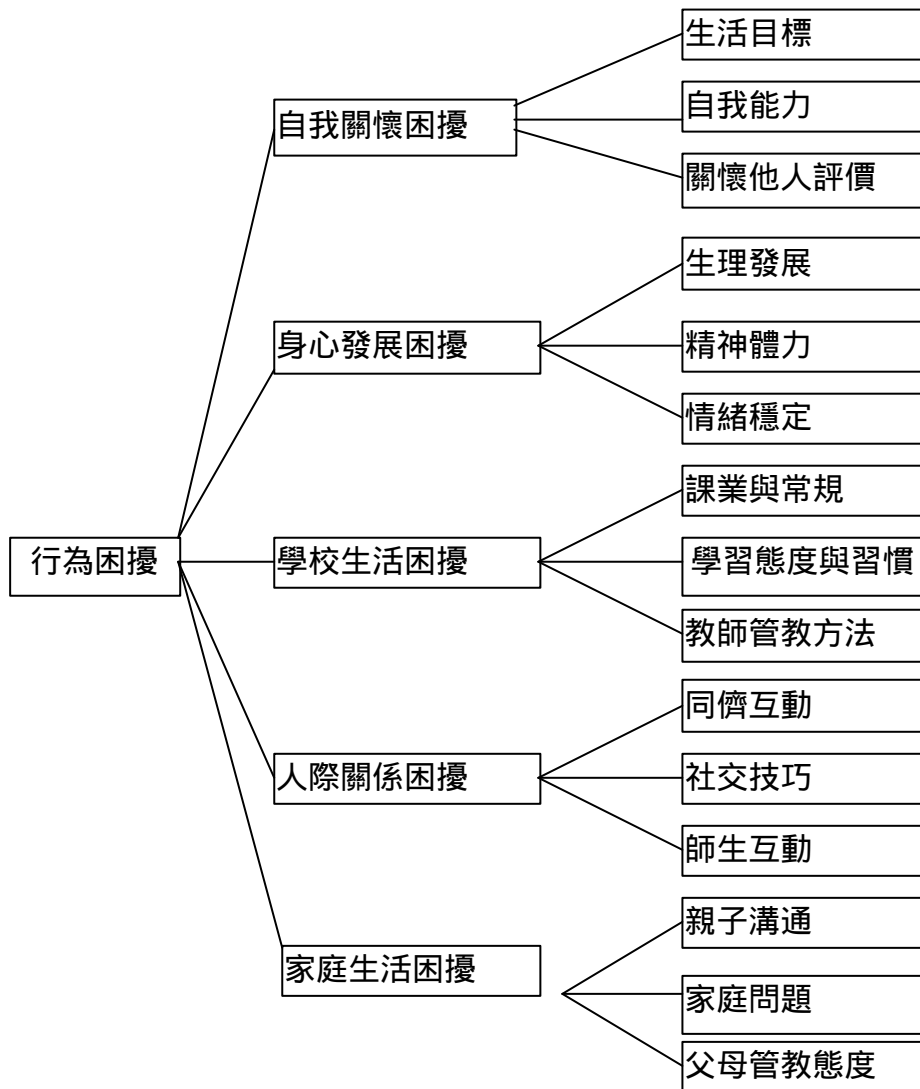 生活目標
自我關懷困擾
自我能力
關懷他人評價
生理發展
身心發展困擾
精神體力
情緒穩定
課業與常規
行為困擾
學校生活困擾
學習態度與習慣
教師管教方法
同儕互動
人際關係困擾
社交技巧
師生互動
親子溝通
家庭生活困擾
家庭問題
父母管教態度